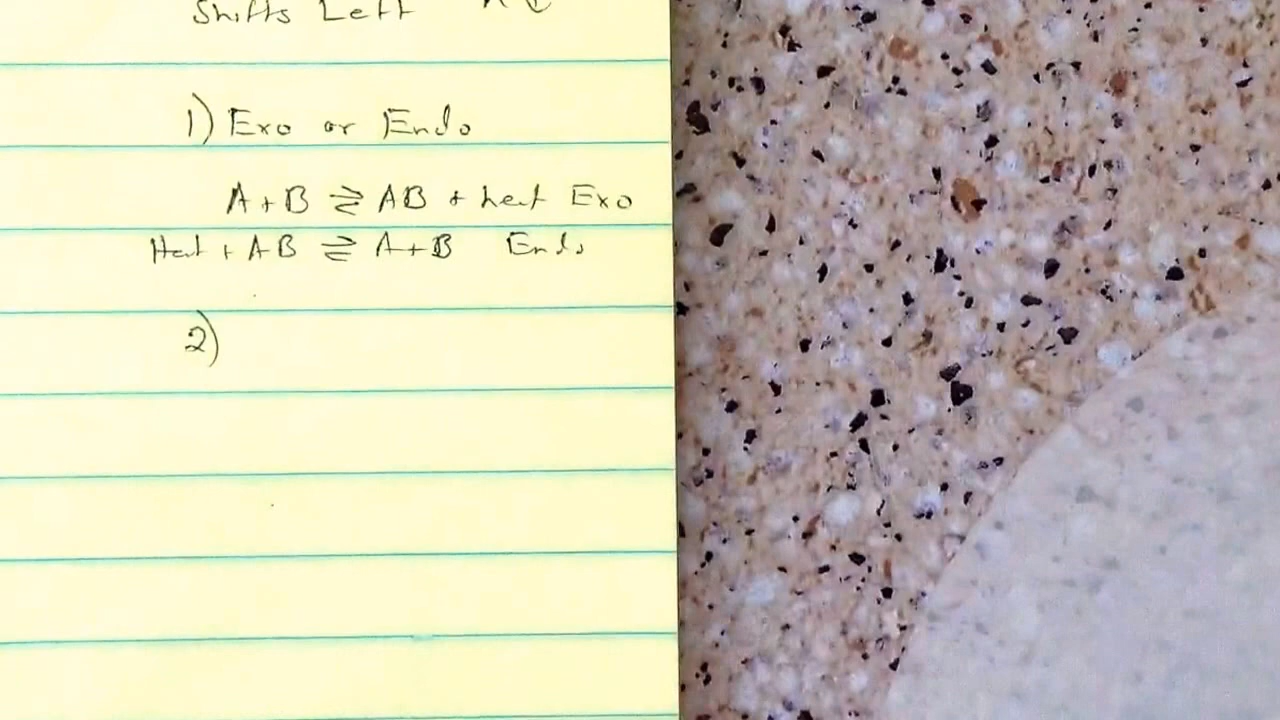 Shifts Left K
1) Exo or Endo
A + B ⇌ AB + heat Exo
Heat + AB ⇌ A + B Endo
2)